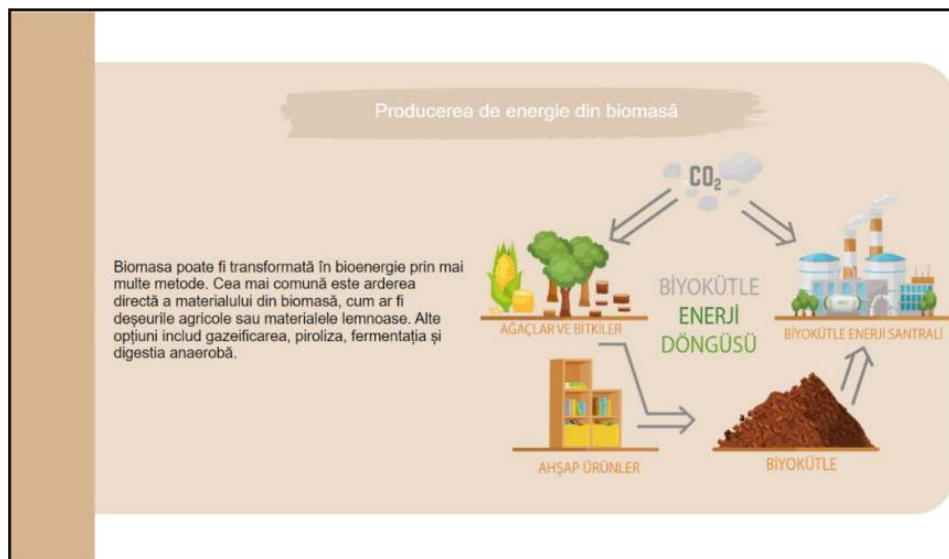 Producerea de energie din biomasă
Biomasa poate fi transformată în bioenergie prin mai
multe metode. Cea mai comună este arderea
directă a materialului din biomasă, cum ar fi
deșeurile agricole sau materialele lemnoase. Alte
opțiuni includ gazeificarea, piroliza, fermentația și
digestia anaerobă.
CO₂
AĞAÇLAR VE BİTKİLER
BİYOKÜTLE
ENERJİ
DÖNGÜSÜ
BİYOKÜTLE ENERJİ SANTRALİ
AHŞAP ÜRÜNLER
BİYOKÜTLE